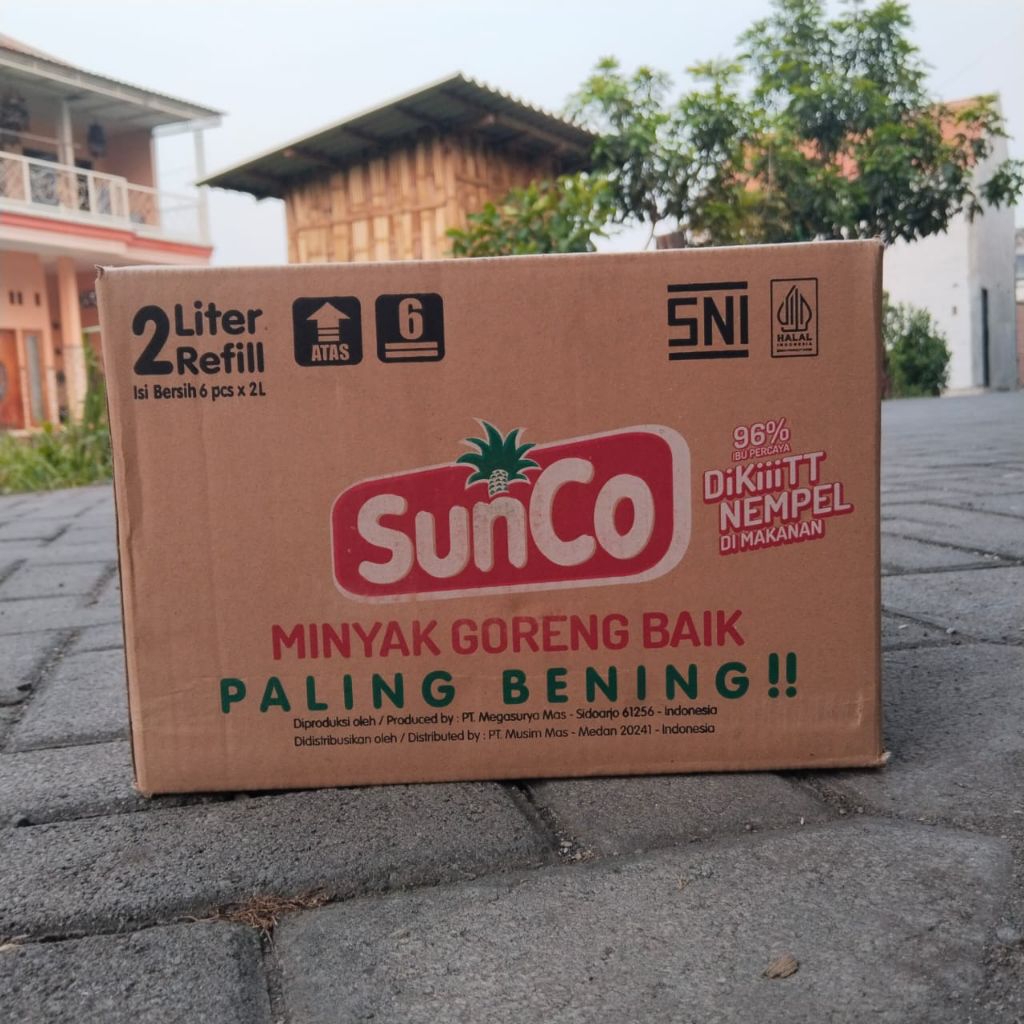 2 Liter
Refill
Isi Bersih 6 pcs x 2L
ATAS
6
SNI
HALAL
INDONESIA
SunCo
96%
IBU PERCAYA
DiKiiiTT
NEMPEL
DI MAKANAN
MINYAK GORENG BAIK
PALING BENING!!
Diproduksi oleh / Produced by : PT. Megasurya Mas - Sidoarjo 61256 - Indonesia
Didistribusikan oleh / Distributed by : PT. Musim Mas - Medan 20241 - Indonesia